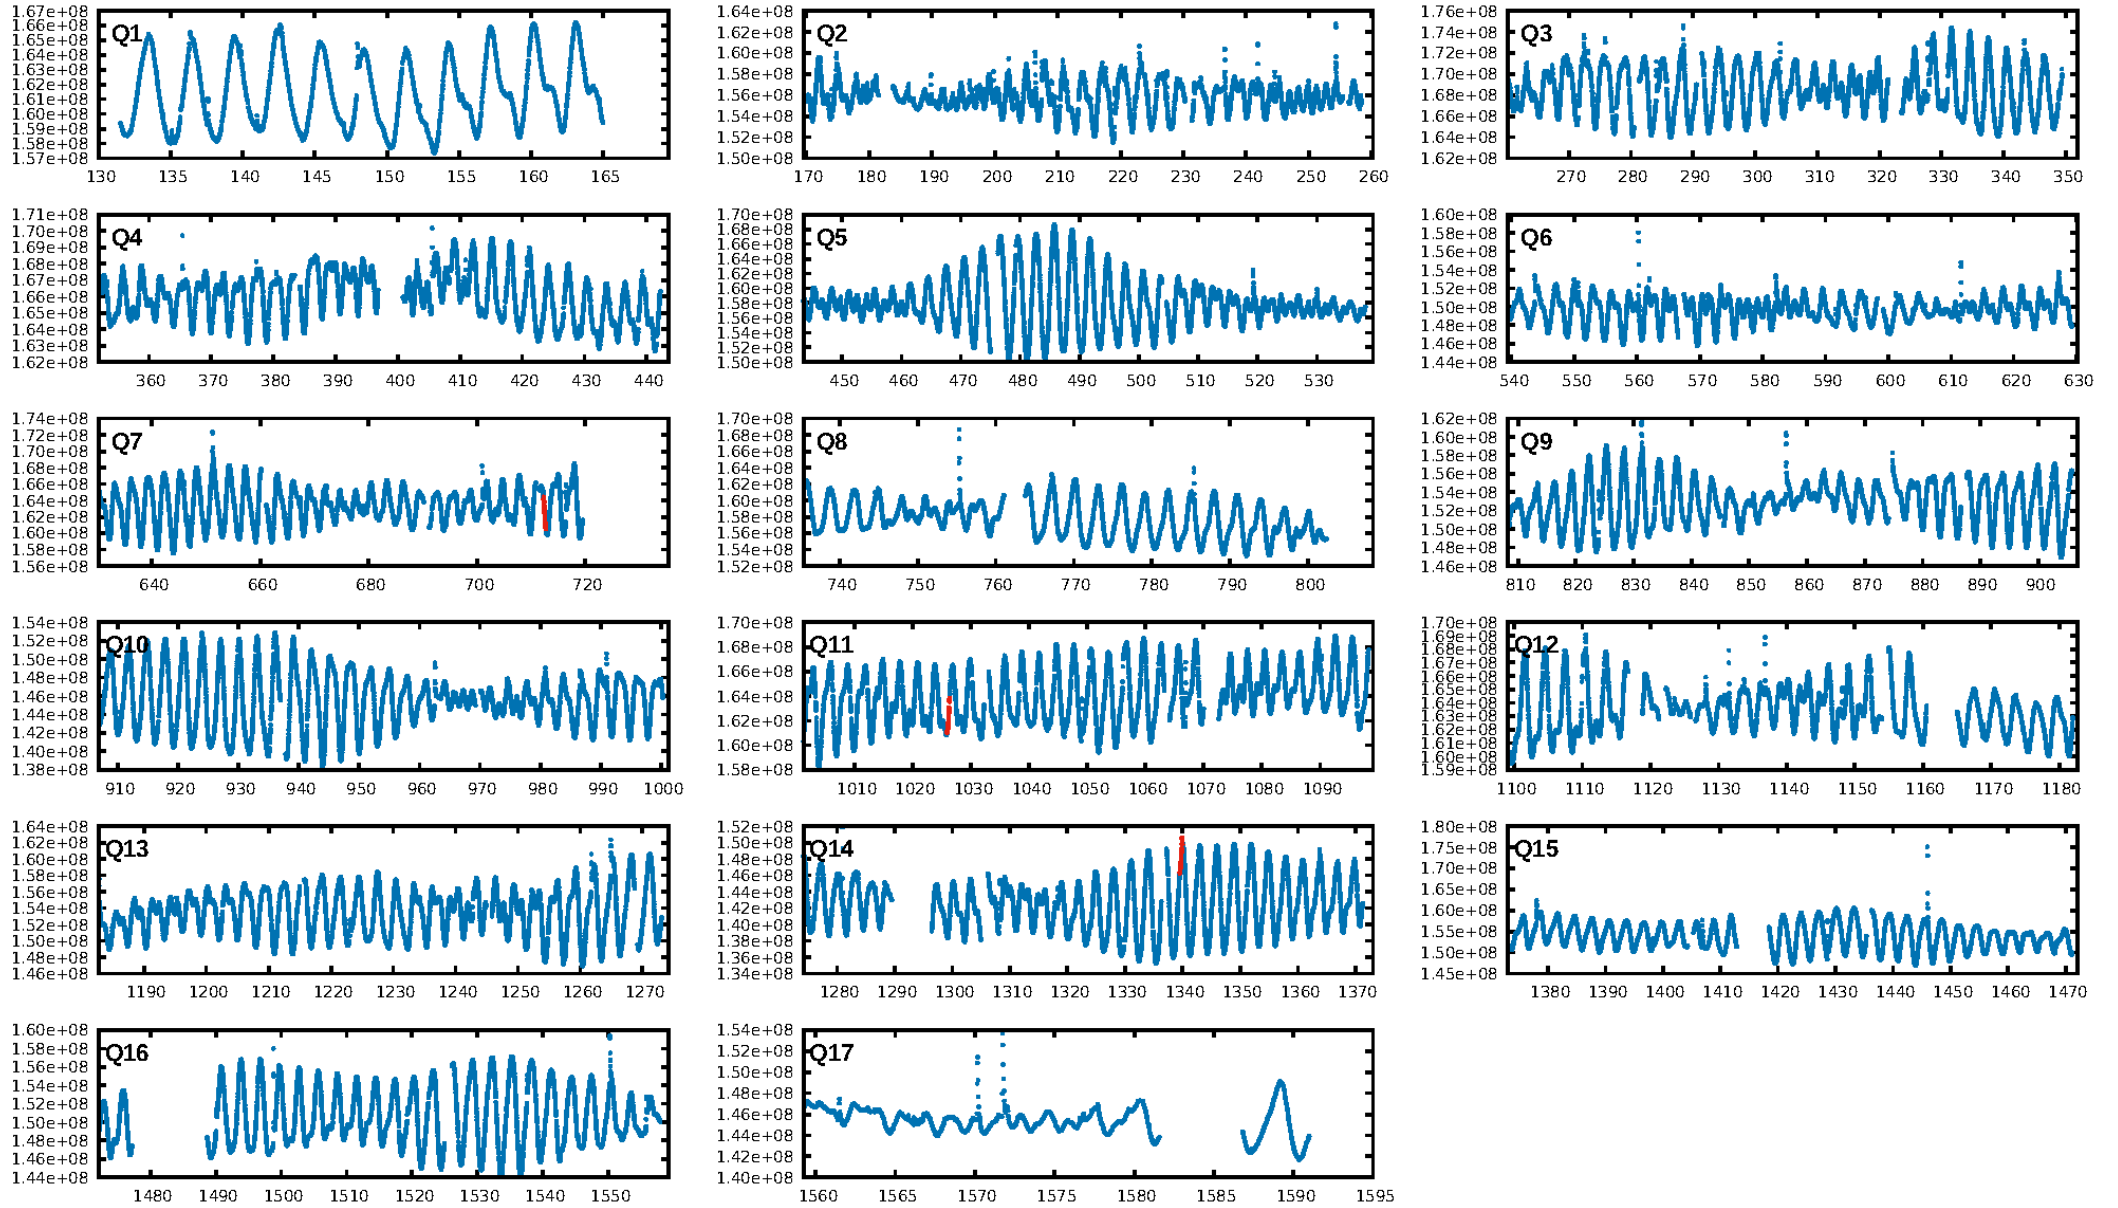 1.67e+08 1.66e+08 1.65e+08 1.64e+08 1.63e+08 1.62e+08 1.61e+08 1.60e+08 1.59e+08 1.58e+08 1.57e+08
Q1
130 135 140 145 150 155 160 165
1.64e+08 1.62e+08 1.60e+08 1.58e+08 1.56e+08 1.54e+08 1.52e+08 1.50e+08
Q2
170 180 190 200 210 220 230 240 250 260
1.76e+08 1.74e+08 1.72e+08 1.70e+08 1.68e+08 1.66e+08 1.64e+08 1.62e+08
Q3
270 280 290 300 310 320 330 340 350
1.71e+08 1.70e+08 1.69e+08 1.68e+08 1.67e+08 1.66e+08 1.65e+08 1.64e+08 1.63e+08 1.62e+08
Q4
360 370 380 390 400 410 420 430 440
1.70e+08 1.68e+08 1.66e+08 1.64e+08 1.62e+08 1.60e+08 1.58e+08 1.56e+08 1.54e+08 1.52e+08 1.50e+08
Q5
450 460 470 480 490 500 510 520 530
1.60e+08 1.58e+08 1.56e+08 1.54e+08 1.52e+08 1.50e+08 1.48e+08 1.46e+08 1.44e+08
Q6
540 550 560 570 580 590 600 610 620 630
1.74e+08 1.72e+08 1.70e+08 1.68e+08 1.66e+08 1.64e+08 1.62e+08 1.60e+08 1.58e+08 1.56e+08
Q7
640 660 680 700 720
1.70e+08 1.68e+08 1.66e+08 1.64e+08 1.62e+08 1.60e+08 1.58e+08 1.56e+08 1.54e+08 1.52e+08
Q8
740 750 760 770 780 790 800
1.62e+08 1.60e+08 1.58e+08 1.56e+08 1.54e+08 1.52e+08 1.50e+08 1.48e+08 1.46e+08
Q9
810 820 830 840 850 860 870 880 890 900
1.54e+08 1.52e+08 1.50e+08 1.48e+08 1.46e+08 1.44e+08 1.42e+08 1.40e+08 1.38e+08
Q10
910 920 930 940 950 960 970 980 990 1000
1.70e+08 1.68e+08 1.66e+08 1.64e+08 1.62e+08 1.60e+08 1.58e+08
Q11
1010 1020 1030 1040 1050 1060 1070 1080 1090
1.70e+08 1.69e+08 1.68e+08 1.67e+08 1.66e+08 1.65e+08 1.64e+08 1.63e+08 1.62e+08 1.61e+08 1.60e+08 1.59e+08
Q12
1100 1110 1120 1130 1140 1150 1160 1170 1180
1.64e+08 1.62e+08 1.60e+08 1.58e+08 1.56e+08 1.54e+08 1.52e+08 1.50e+08 1.48e+08 1.46e+08
Q13
1190 1200 1210 1220 1230 1240 1250 1260 1270
1.52e+08 1.50e+08 1.48e+08 1.46e+08 1.44e+08 1.42e+08 1.40e+08 1.38e+08 1.36e+08 1.34e+08
Q14
1280 1290 1300 1310 1320 1330 1340 1350 1360 1370
1.80e+08 1.75e+08 1.70e+08 1.65e+08 1.60e+08 1.55e+08 1.50e+08 1.45e+08
Q15
1380 1390 1400 1410 1420 1430 1440 1450 1460 1470
1.60e+08 1.58e+08 1.56e+08 1.54e+08 1.52e+08 1.50e+08 1.48e+08 1.46e+08 1.44e+08
Q16
1480 1490 1500 1510 1520 1530 1540 1550
1.54e+08 1.52e+08 1.50e+08 1.48e+08 1.46e+08 1.44e+08 1.42e+08 1.40e+08
Q17
1560 1565 1570 1575 1580 1585 1590 1595